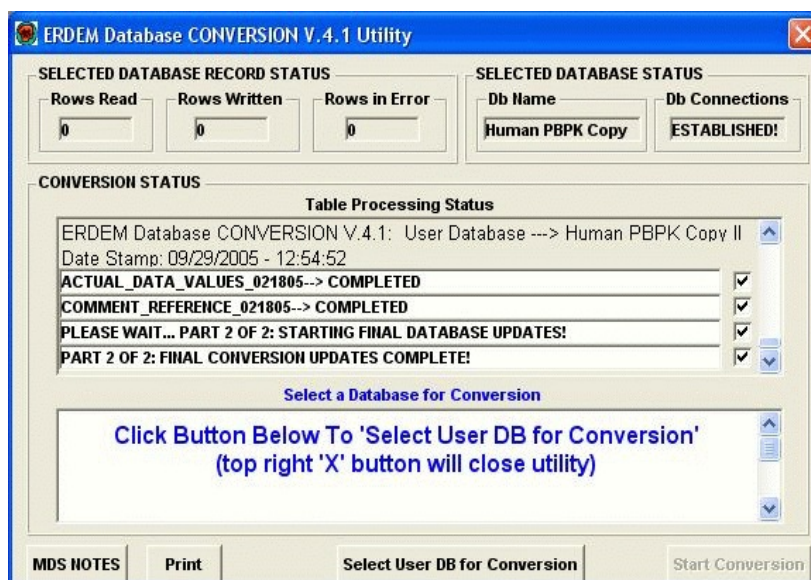 ERDEM Database CONVERSION V.4.1 Utility
SELECTED DATABASE RECORD STATUS
Rows Read
Rows Written
Rows in Error
0
0
0
SELECTED DATABASE STATUS
Db Name
Db Connections
Human PBPK Copy
ESTABLISHED!
CONVERSION STATUS
Table Processing Status
ERDEM Database CONVERSION V.4.1: User Database ---> Human PBPK Copy II
Date Stamp: 09/29/2005 - 12:54:52
ACTUAL_DATA_VALUES_021805--> COMPLETED
COMMENT_REFERENCE_021805--> COMPLETED
PLEASE WAIT... PART 2 OF 2: STARTING FINAL DATABASE UPDATES!
PART 2 OF 2: FINAL CONVERSION UPDATES COMPLETE!
Select a Database for Conversion
Click Button Below To 'Select User DB for Conversion'
(top right 'X' button will close utility)
MDS NOTES
Print
Select User DB for Conversion
Start Conversion